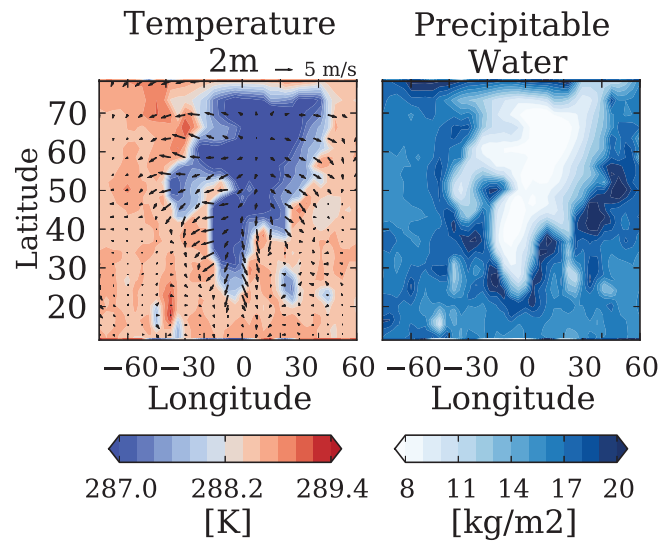 Temperature
2m
5 m/s
Precipitable
Water
Latitude
70
60
50
40
30
20
−60 −30 0 30 60
−60 −30 0 30 60
Longitude
Longitude
287.0 288.2 289.4
[K]
8 11 14 17 20
[kg/m2]